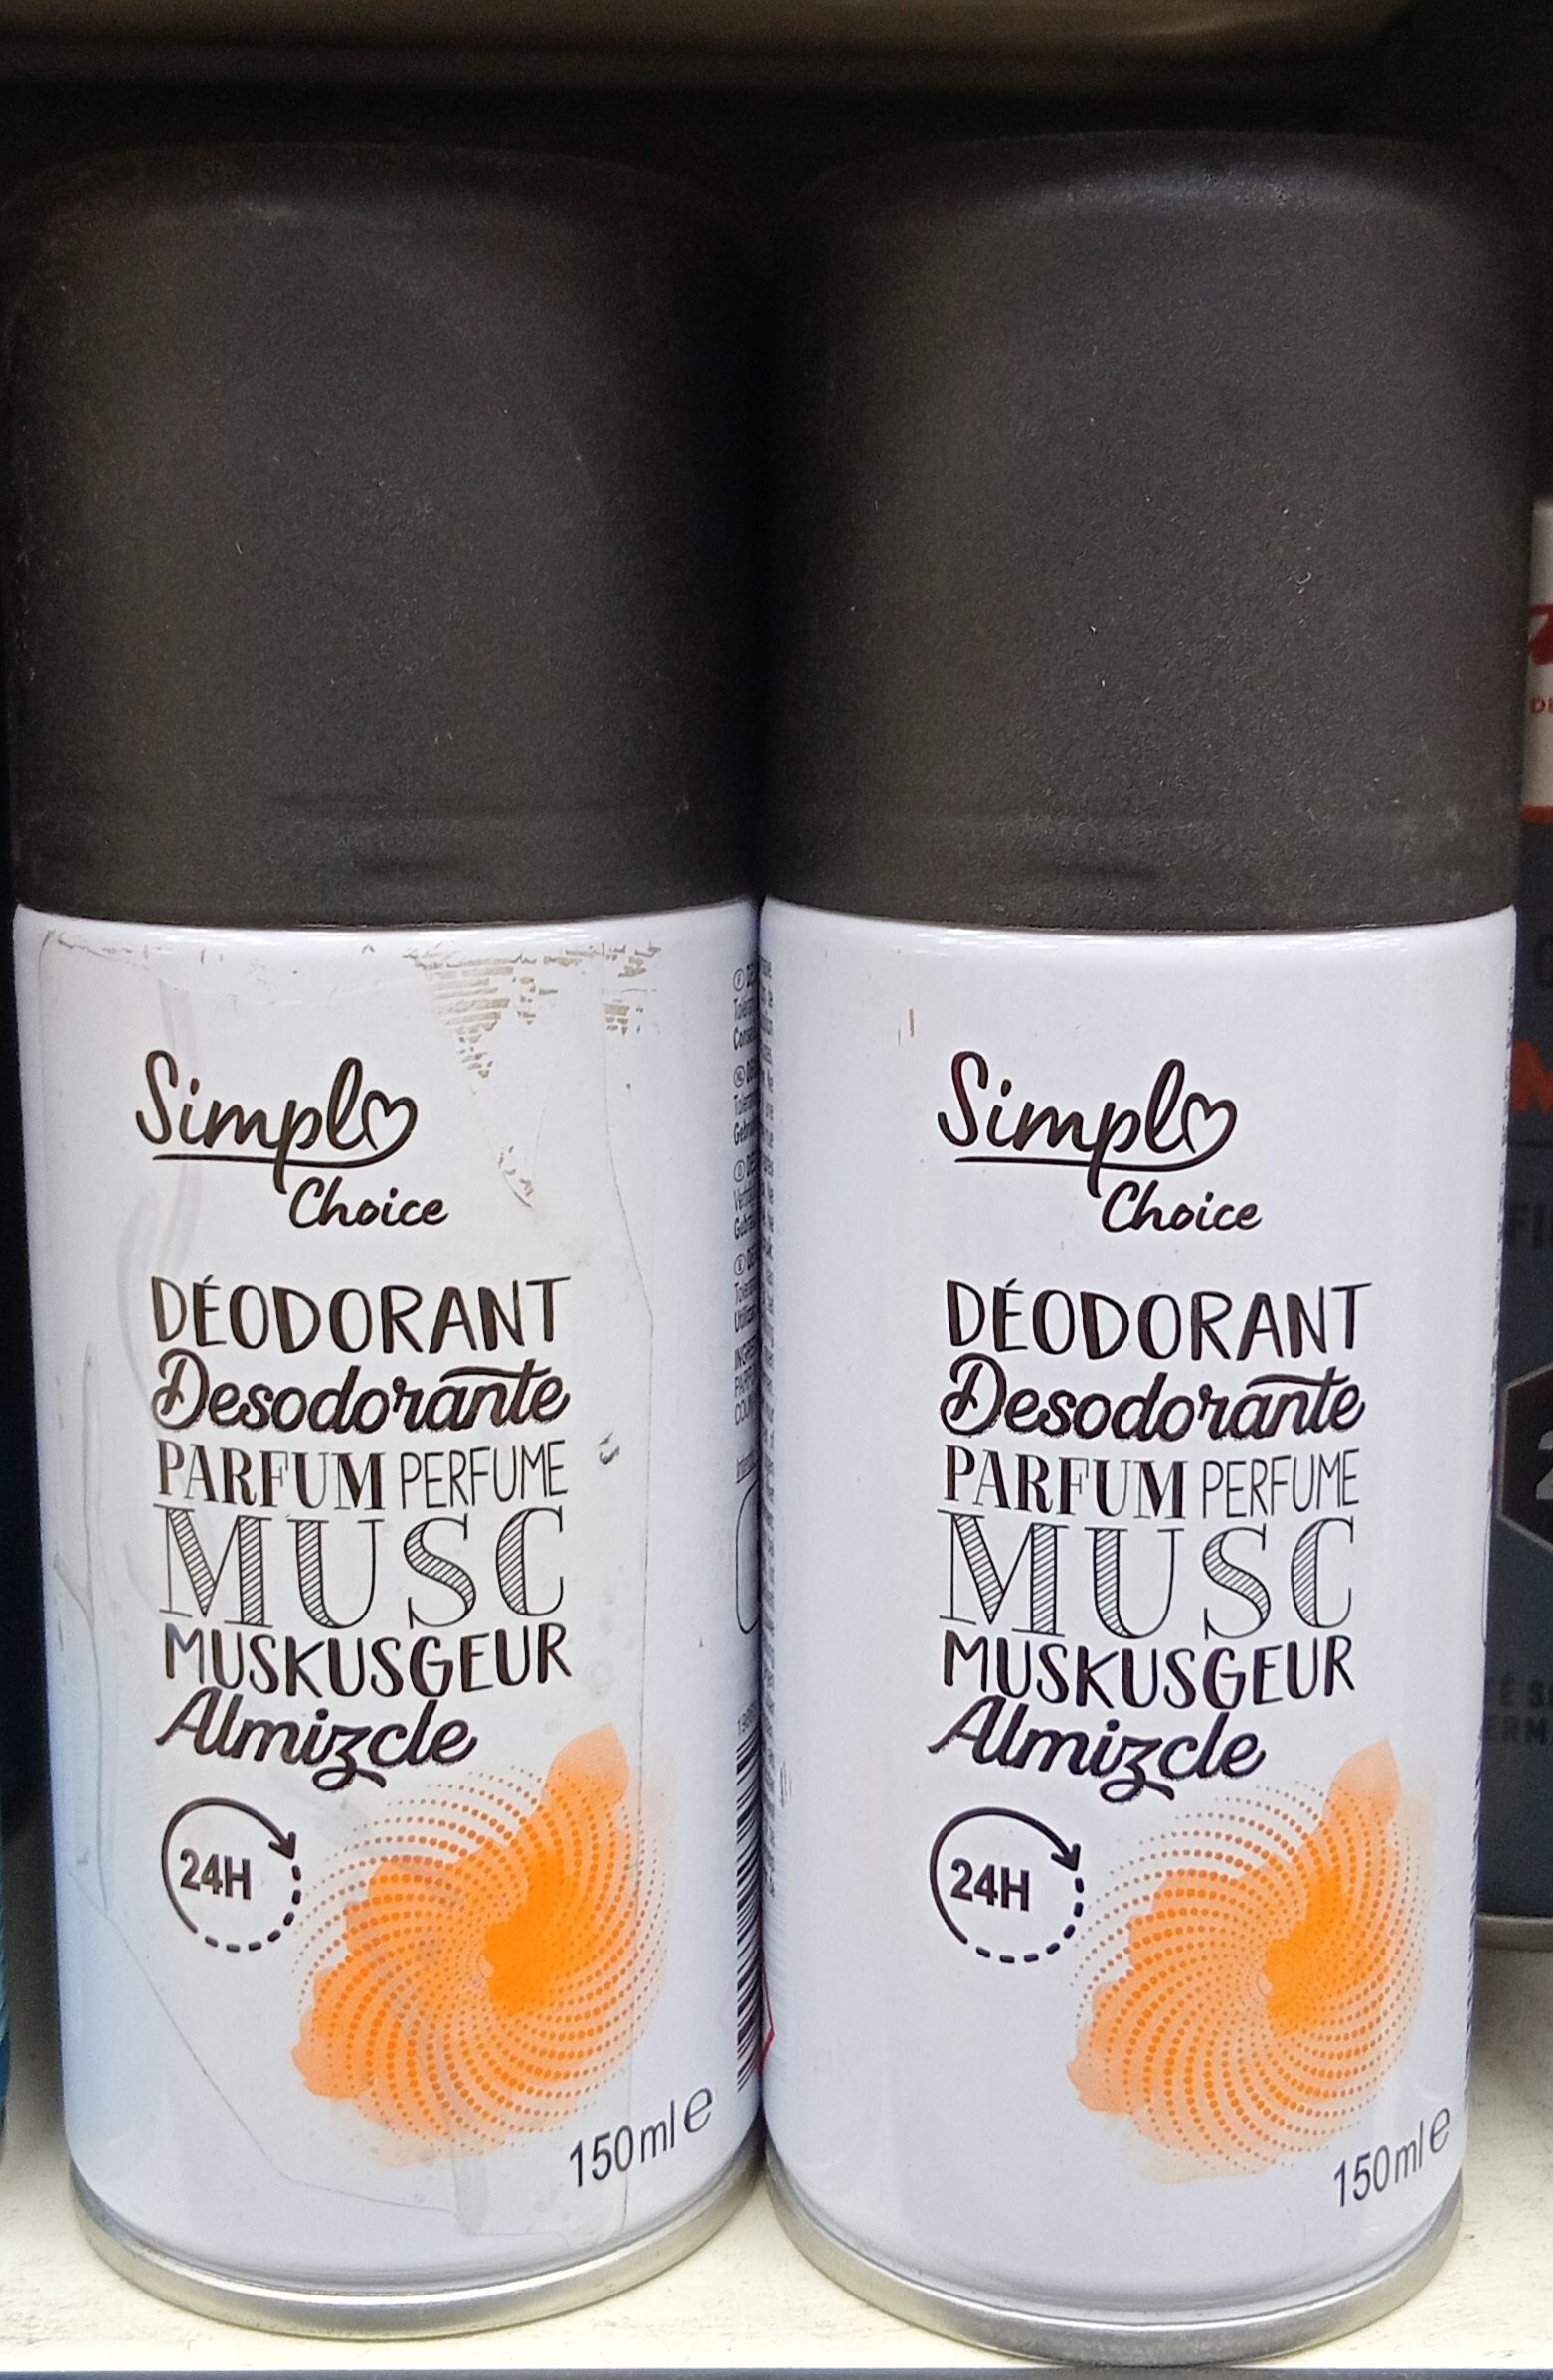 Simpl
Choice
DÉODORANT
Desodorante
PARFUM PERFUME
MUSC
MUSKUSGEUR
Almizcle
24H
150ml e
Simpl
Choice
DÉODORANT
Desodorante
PARFUM PERFUME
MUSC
MUSKUSGEUR
Almizcle
24H
150ml e